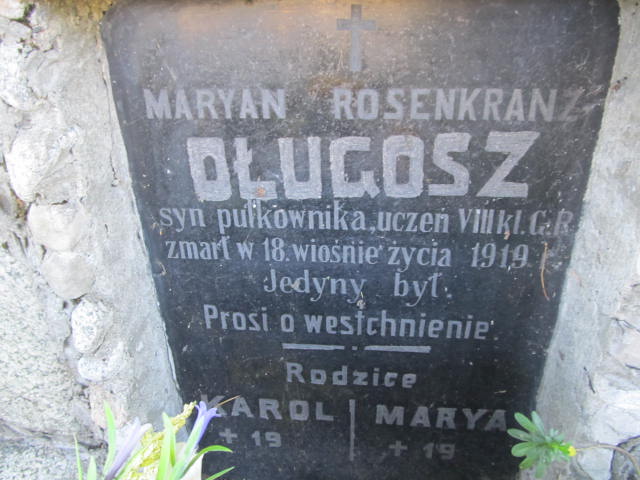 MARYAN ROSENKRANZ
DŁUGOSZ
syn pułkownika, uczeń VIII kl. G.R.
zmarł w 18. wiośnie życia 1919 r.
Jedyny był.
Prosi o westchnienie
Rodzice
KAROL | MARYA
+ 19 | + 19